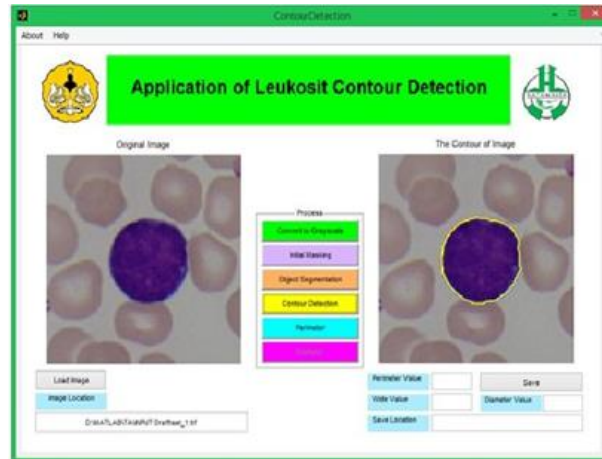 ContourDetection
About Help
Application of Leukosit Contour Detection
Original Image
The Contour of Image
Process
Convert to Grayscale
Initial Masking
Object Segmentation
Contour Detection
Perimeter
Load Image
Image Location
Perimeter Value
Save
Wide Value
Diameter Value
Save Location